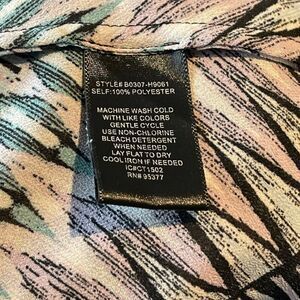 STYLE# B0307-H9061
SELF:100% POLYESTER
MACHINE WASH COLD
WITH LIKE COLORS
GENTLE CYCLE
USE NON-CHLORINE
BLEACH DETERGENT
WHEN NEEDED
LAY FLAT TO DRY
COOL IRON IF NEEDED
IC#CT1502
RN# 95377